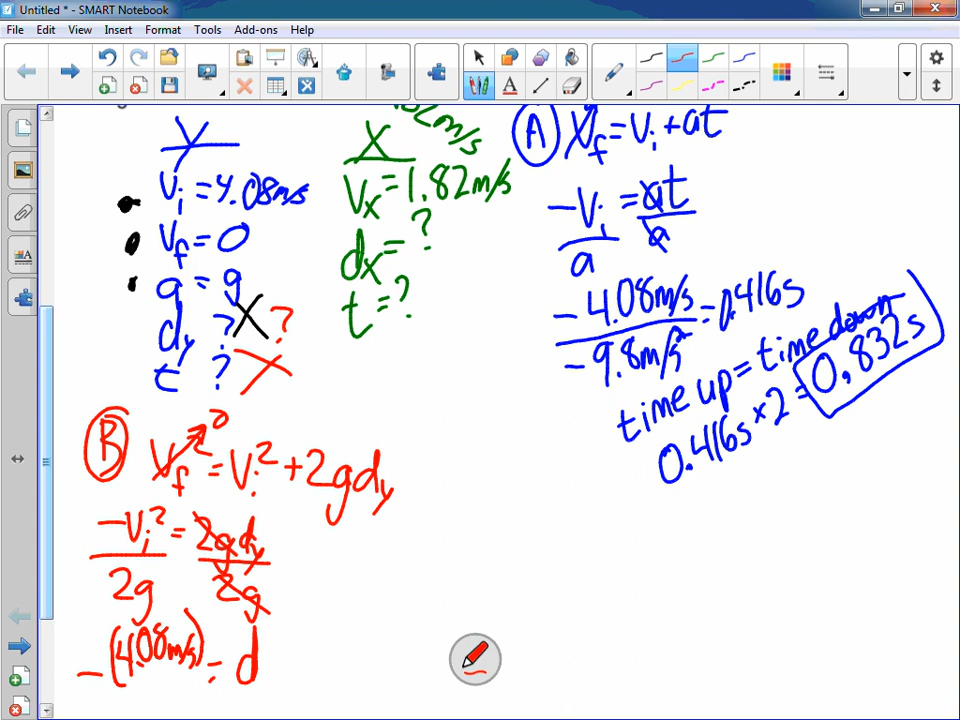 Untitled * - SMART Notebook
File Edit View Insert Format Tools Add-ons Help
y
Vi = 4.08m/s
Vf = 0
a = g
dy ? X ?
t ? X
X
Vx = 1.82m/s
dx = ?
t = ?
A Vf = Vi + at
-Vi = at
a a
-4.08m/s = 0.416s
-9.8m/s²
time up = time down
0.416s × 2 = 0.832s
B Vf² = Vi² + 2gdy
0
-Vi² = 2gdy
2g 2g
-(4.08m/s) = d